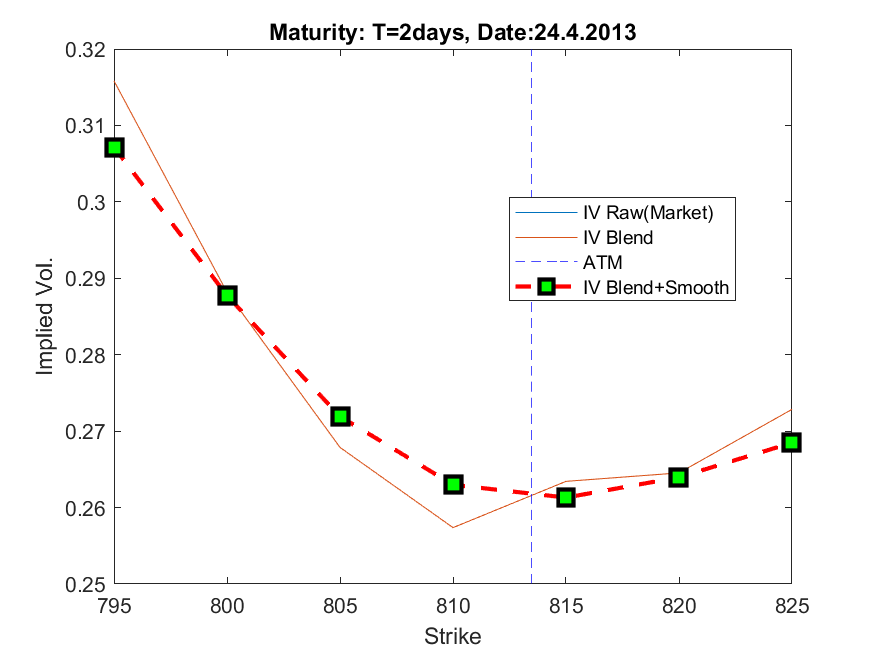 Maturity: T=2days, Date:24.4.2013
0.32
0.31
0.3
0.29
0.28
0.27
0.26
0.25
Implied Vol.
IV Raw(Market)
IV Blend
ATM
IV Blend+Smooth
795 800 805 810 815 820 825
Strike